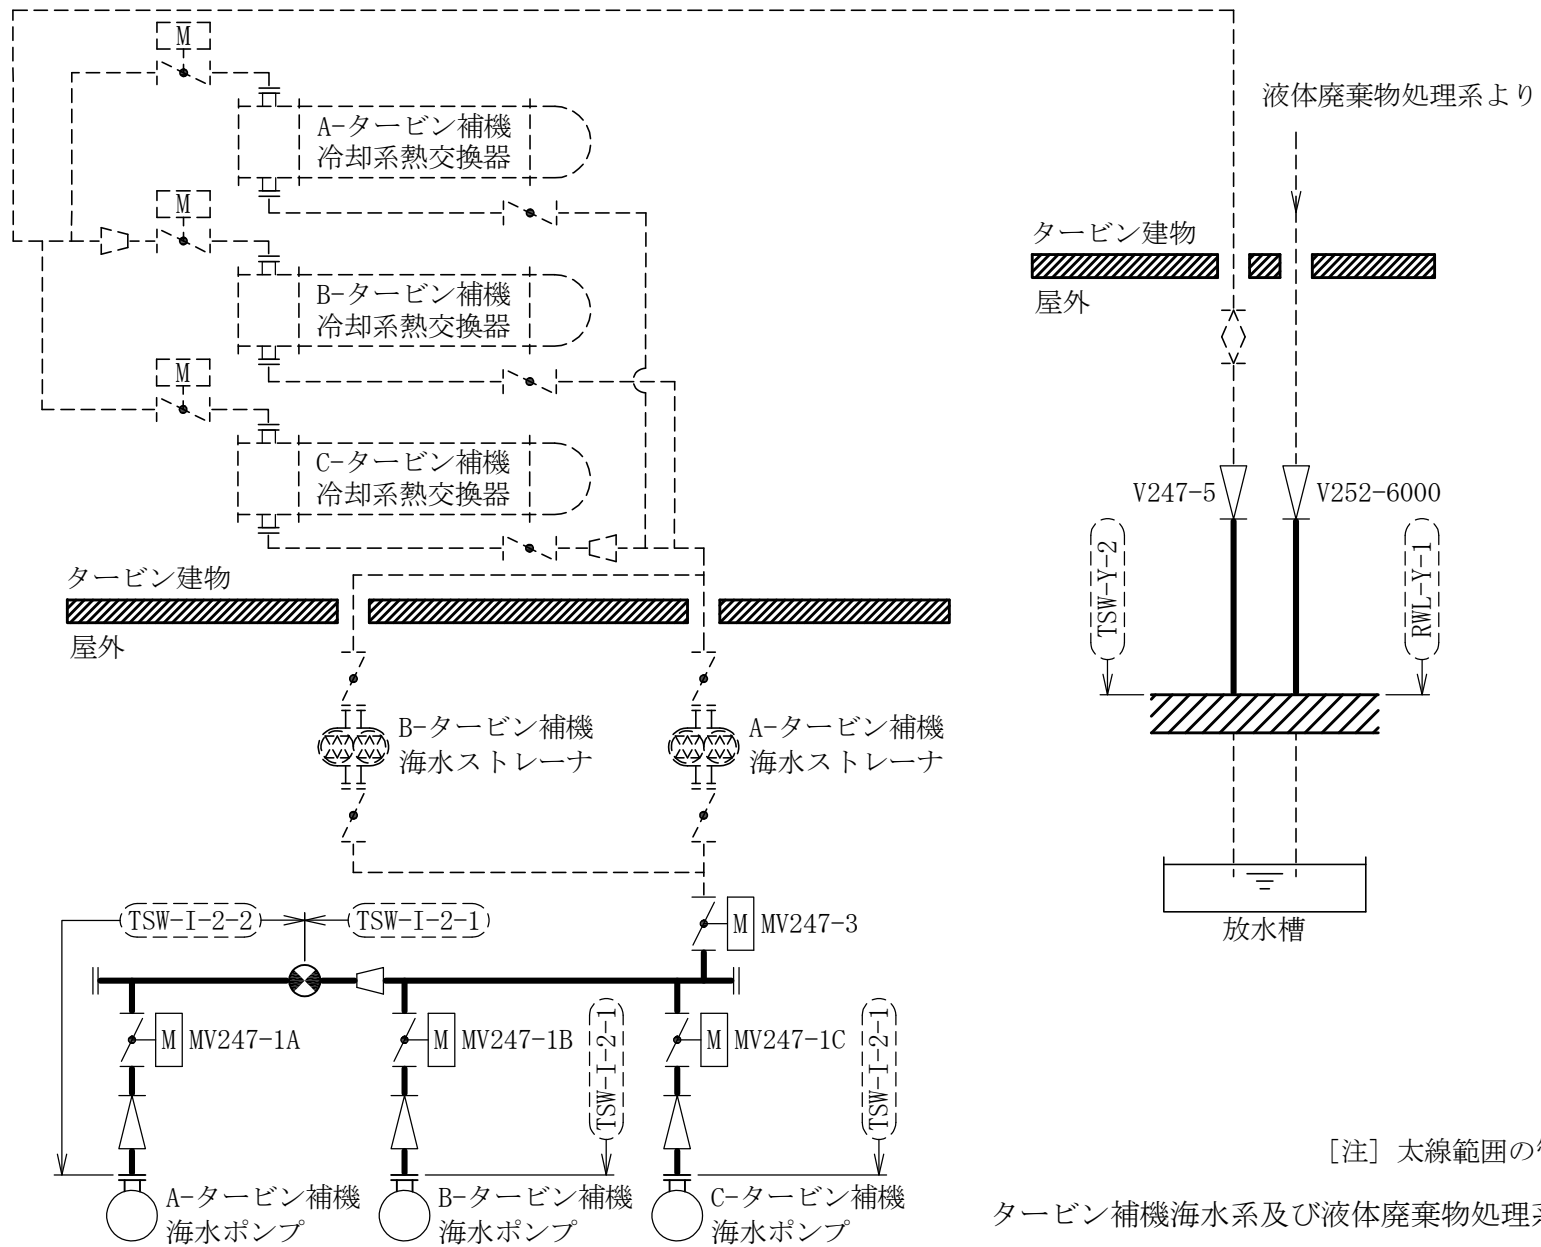 M
A-タービン補機
冷却系熱交換器
液体廃棄物処理系より
M
B-タービン補機
冷却系熱交換器
タービン建物
屋外
M
C-タービン補機
冷却系熱交換器
V247-5
V252-6000
TSW-Y-2
RWL-Y-1
タービン建物
屋外
B-タービン補機
海水ストレーナ
A-タービン補機
海水ストレーナ
放水槽
TSW-I-2-2
TSW-I-2-1
M MV247-3
M MV247-1A
M MV247-1B
TSW-I-2-1
M MV247-1C
TSW-I-2-1
A-タービン補機
海水ポンプ
B-タービン補機
海水ポンプ
C-タービン補機
海水ポンプ
[注] 太線範囲の
タービン補機海水系及び液体廃棄物処理